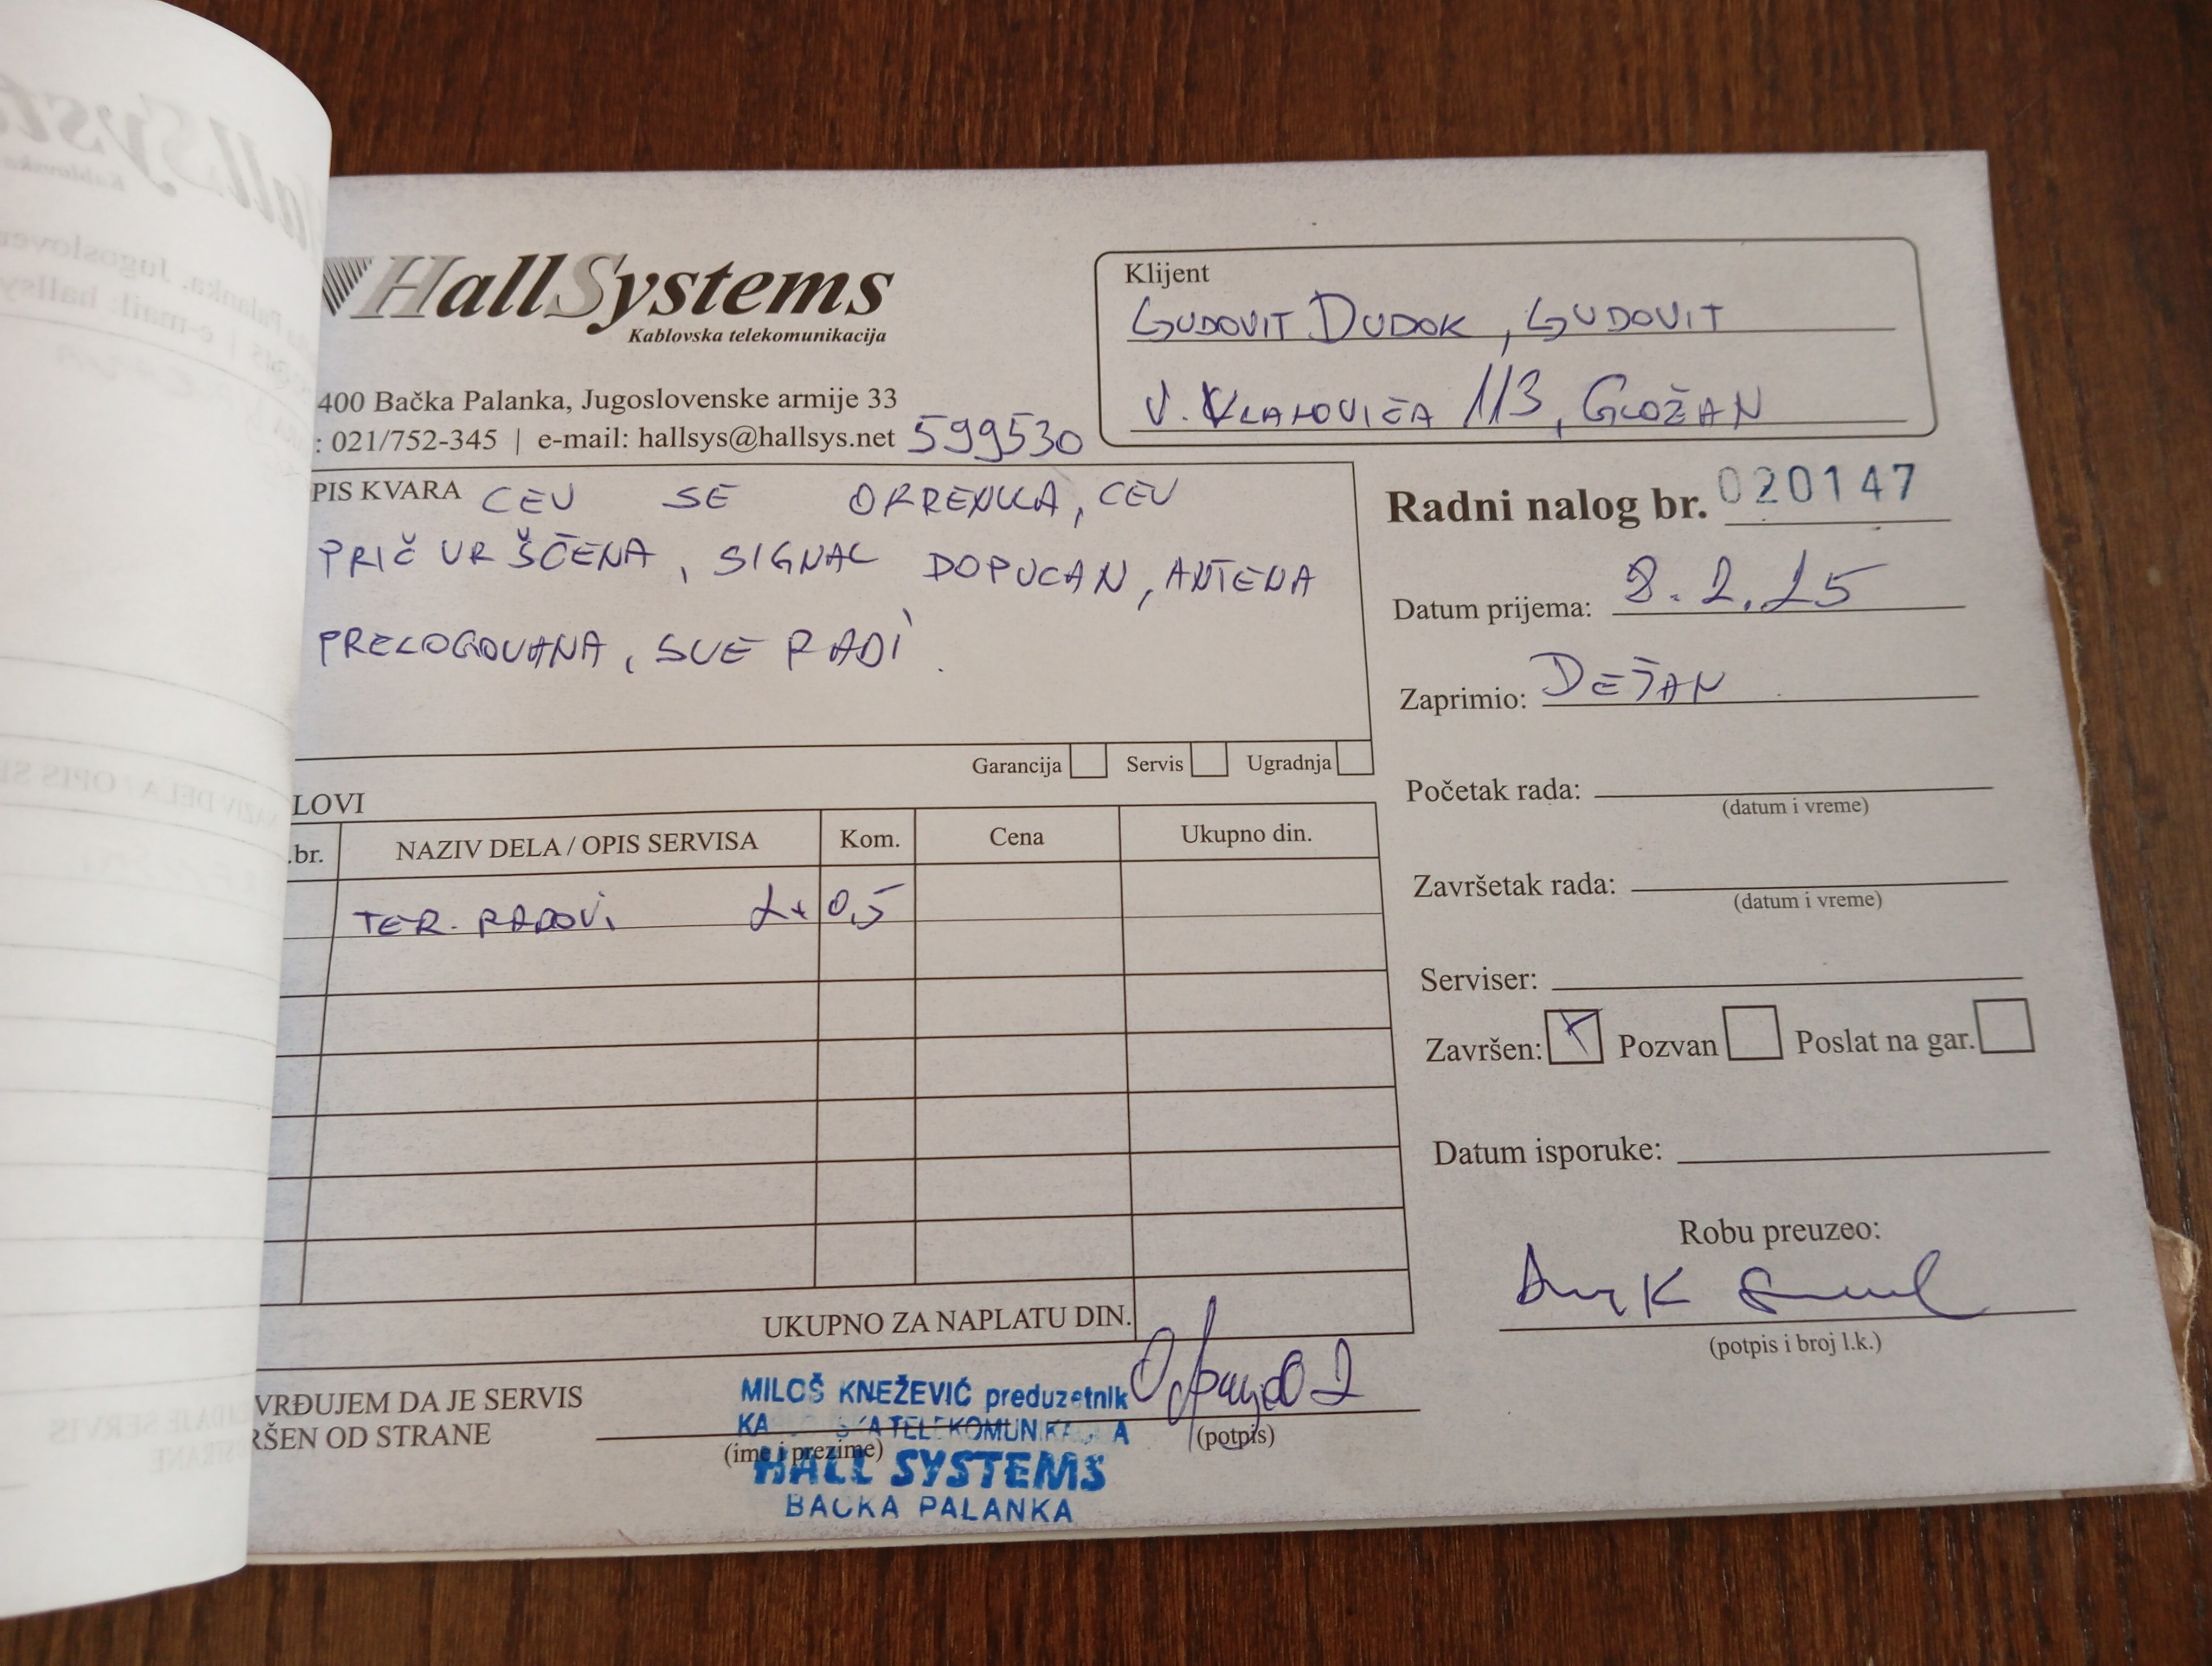 HallSystems
Kablovska telekomunikacija
400 Bačka Palanka, Jugoslovenske armije 33
: 021/752-345 | e-mail: hallsys@hallsys.net 599530
Klijent
GUDOVIT DUDOK, GUDOVIT
V. VLAHOVIĆA 113, GLOŽAN
PIS KVARA CEV SE OKRENULA, CEV
PRIČVRŠĆENA, SIGNAL DOPUCAN, ANTENA
PRELOGOVANA, SVE RADI.
Garancija Servis Ugradnja
Radni nalog br. 020147
Datum prijema: 8.2.25
Zaprimio: DEJAN
Početak rada:
(datum i vreme)
Završetak rada:
(datum i vreme)
Serviser:
Završen: Pozvan Poslat na gar.
Datum isporuke:
Robu preuzeo:
(potpis i broj l.k.)
LOVI
.br. NAZIV DELA / OPIS SERVISA Kom. Cena Ukupno din.
TER. RADOVI 2x 0,5
UKUPNO ZA NAPLATU DIN.
VRĐUJEM DA JE SERVIS
RŠEN OD STRANE
(ime i prezime)
(potpis)
MILOŠ KNEŽEVIĆ preduzetnik
HALL SYSTEMS
BAČKA PALANKA